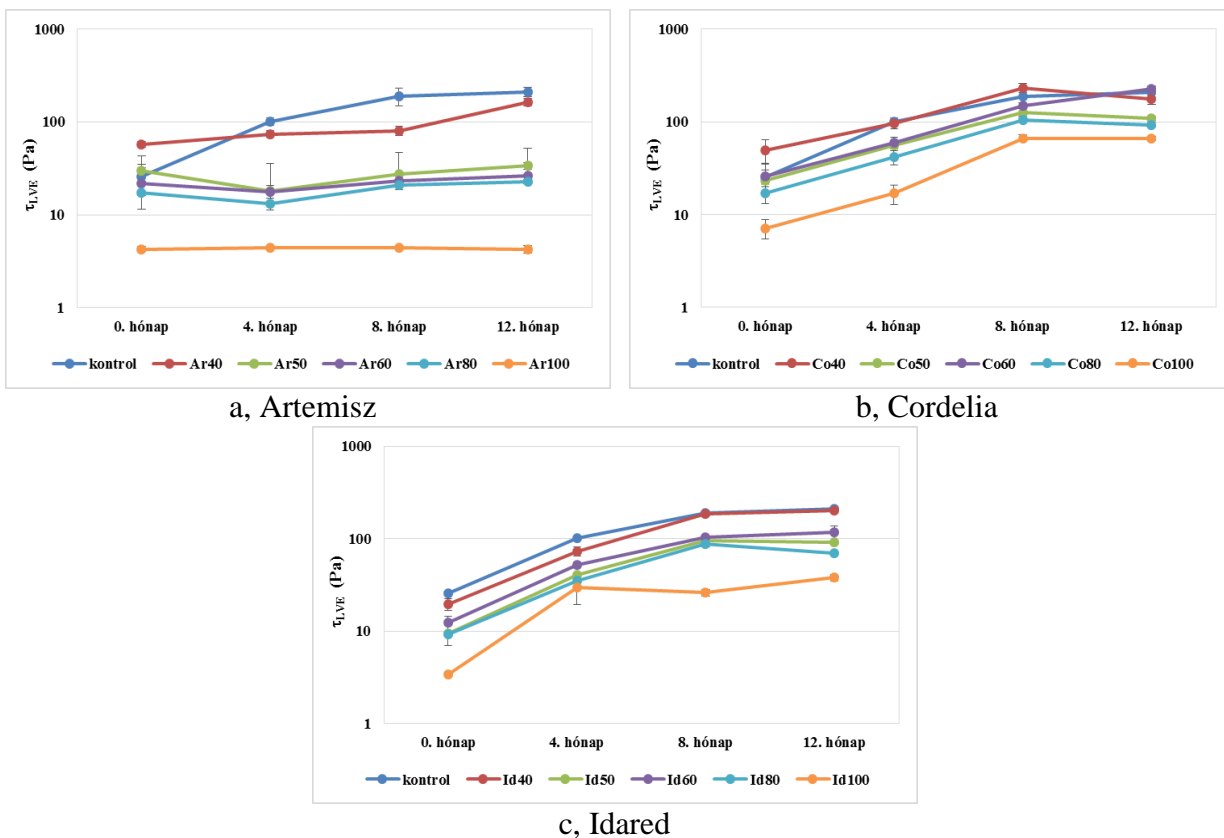 1000
100
10
1
τLVE (Pa)
0. hónap 4. hónap 8. hónap 12. hónap
kontrol Ar40 Ar50 Ar60 Ar80 Ar100
a, Artemisz
1000
100
10
1
τLVE (Pa)
0. hónap 4. hónap 8. hónap 12. hónap
kontrol Co40 Co50 Co60 Co80 Co100
b, Cordelia
1000
100
10
1
τLVE (Pa)
0. hónap 4. hónap 8. hónap 12. hónap
kontrol Id40 Id50 Id60 Id80 Id100
c, Idared